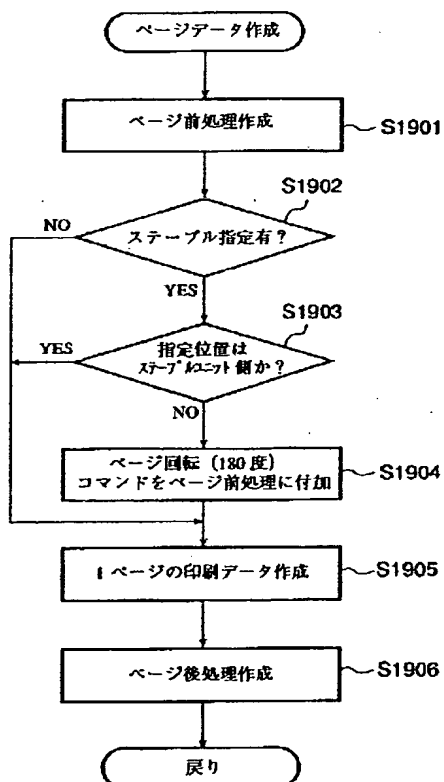 ページデータ作成
ページ前処理作成
S1901
S1902
ステープル指定有？
NO
YES
S1903
指定位置は
ステープルユニット側か？
YES
NO
ページ回転（180度）
コマンドをページ前処理に付加
S1904
1ページの印刷データ作成
S1905
ページ後処理作成
S1906
戻り